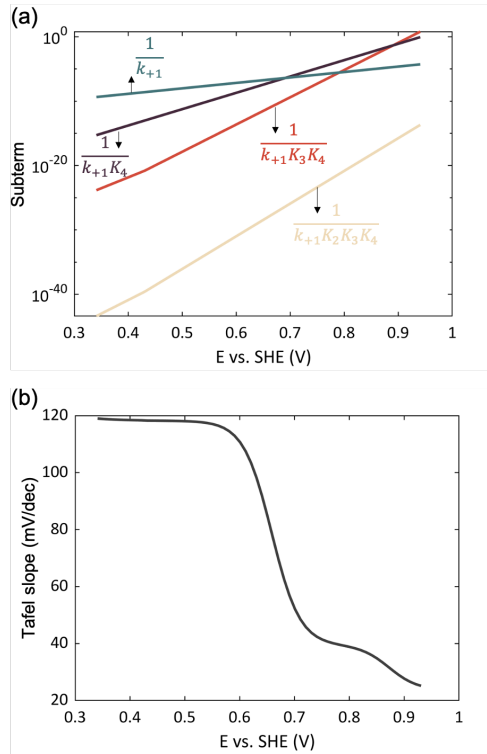 (a)
10^0
10^-20
10^-40
Subterm
1/k_{+1}
1/(k_{+1}K_4)
1/(k_{+1}K_3K_4)
1/(k_{+1}K_2K_3K_4)
0.3 0.4 0.5 0.6 0.7 0.8 0.9 1
E vs. SHE (V)
(b)
120
100
80
60
40
20
Tafel slope (mV/dec)
0.3 0.4 0.5 0.6 0.7 0.8 0.9 1
E vs. SHE (V)